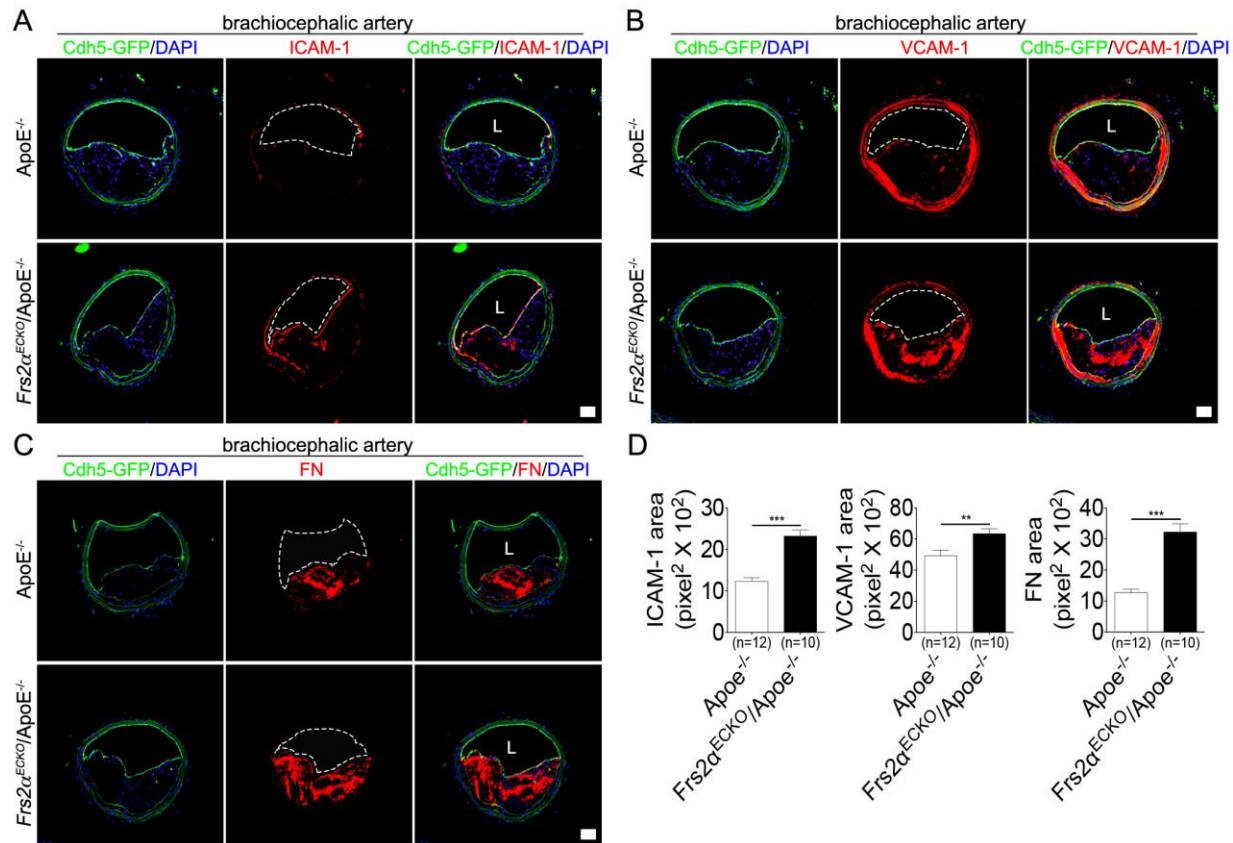 A
brachiocephalic artery
Cdh5-GFP/DAPI ICAM-1 Cdh5-GFP/ICAM-1/DAPI
ApoE-/-
L
Frs2αECKO/ApoE-/-
L
B
brachiocephalic artery
Cdh5-GFP/DAPI VCAM-1 Cdh5-GFP/VCAM-1/DAPI
ApoE-/-
L
Frs2αECKO/ApoE-/-
L
C
brachiocephalic artery
Cdh5-GFP/DAPI FN Cdh5-GFP/FN/DAPI
ApoE-/-
L
Frs2αECKO/ApoE-/-
L
D
ICAM-1 area
(pixel2 X 102)
30
20
10
0
***
(n=12) (n=10)
Apoe-/-
Frs2αECKO/Apoe-/-
VCAM-1 area
(pixel2 X 102)
80
60
40
20
0
**
(n=12) (n=10)
Apoe-/-
Frs2αECKO/Apoe-/-
FN area
(pixel2 X 102)
40
30
20
10
0
***
(n=12) (n=10)
Apoe-/-
Frs2αECKO/Apoe-/-